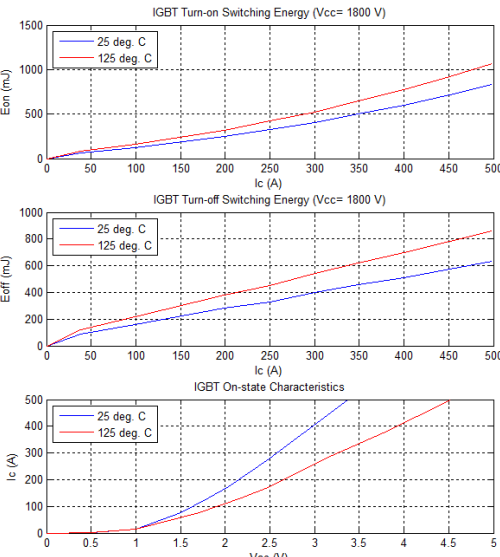 IGBT Turn-on Switching Energy (Vcc= 1800 V)
1500
1000
500
0
Eon (mJ)
25 deg. C
125 deg. C
0 50 100 150 200 250 300 350 400 450 500
Ic (A)
IGBT Turn-off Switching Energy (Vcc= 1800 V)
1000
800
600
400
200
0
Eoff (mJ)
25 deg. C
125 deg. C
0 50 100 150 200 250 300 350 400 450 500
Ic (A)
IGBT On-state Characteristics
500
400
300
200
100
0
Ic (A)
25 deg. C
125 deg. C
0 0.5 1 1.5 2 2.5 3 3.5 4 4.5 5